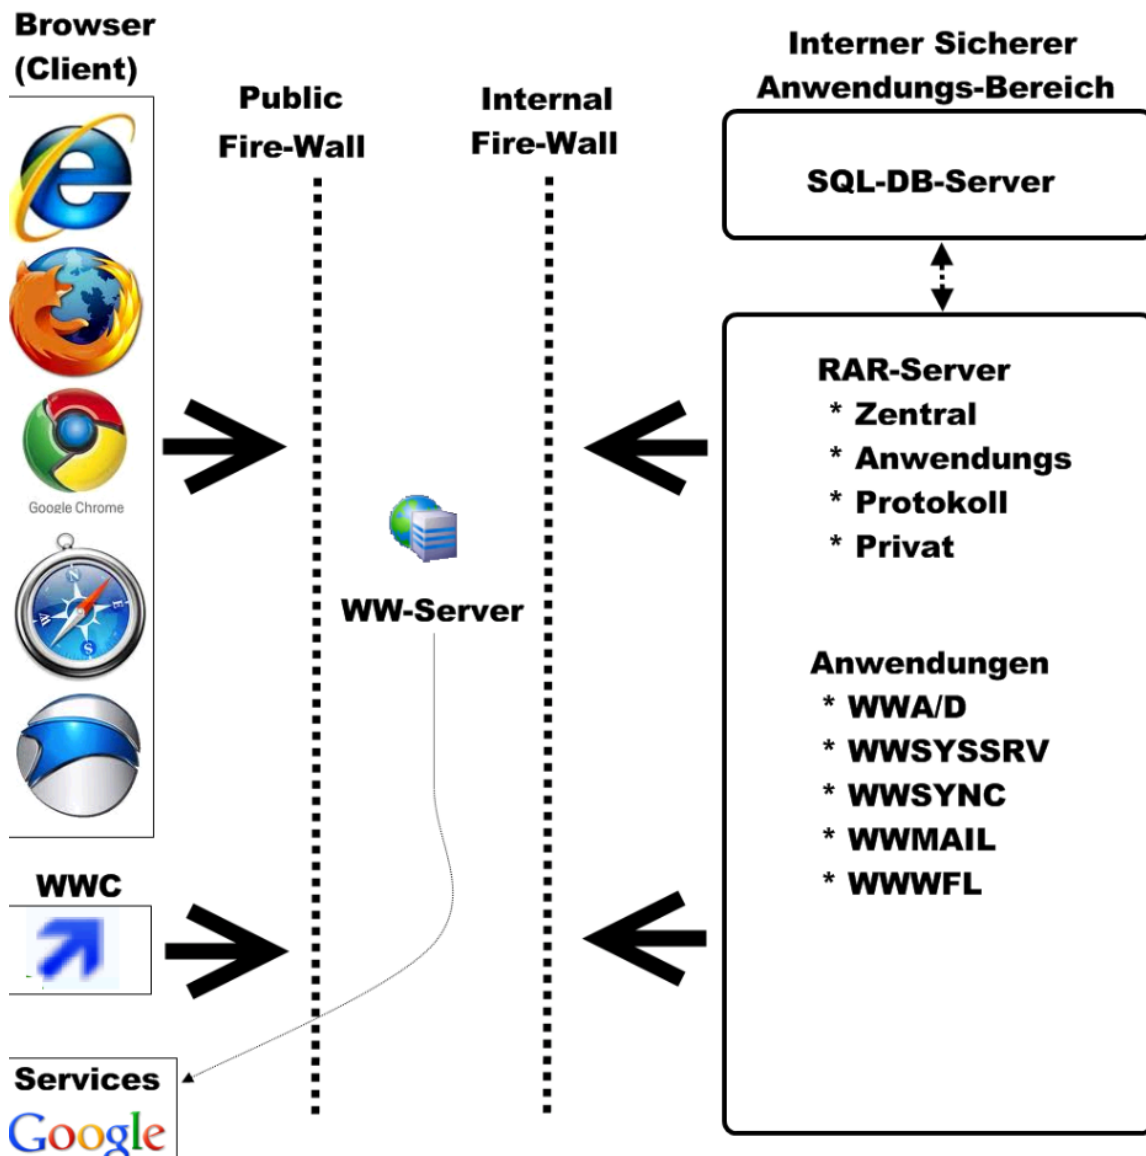 Browser
(Client)
Public
Fire-Wall
Internal
Fire-Wall
Interner Sicherer
Anwendungs-Bereich
SQL-DB-Server
Google Chrome
N
E
S
W
WW-Server
RAR-Server
* Zentral
* Anwendungs
* Protokoll
* Privat
Anwendungen
* WWA/D
* WWSYSSRV
* WWSYNC
* WWMAIL
* WWWFL
WWC
Services
Google